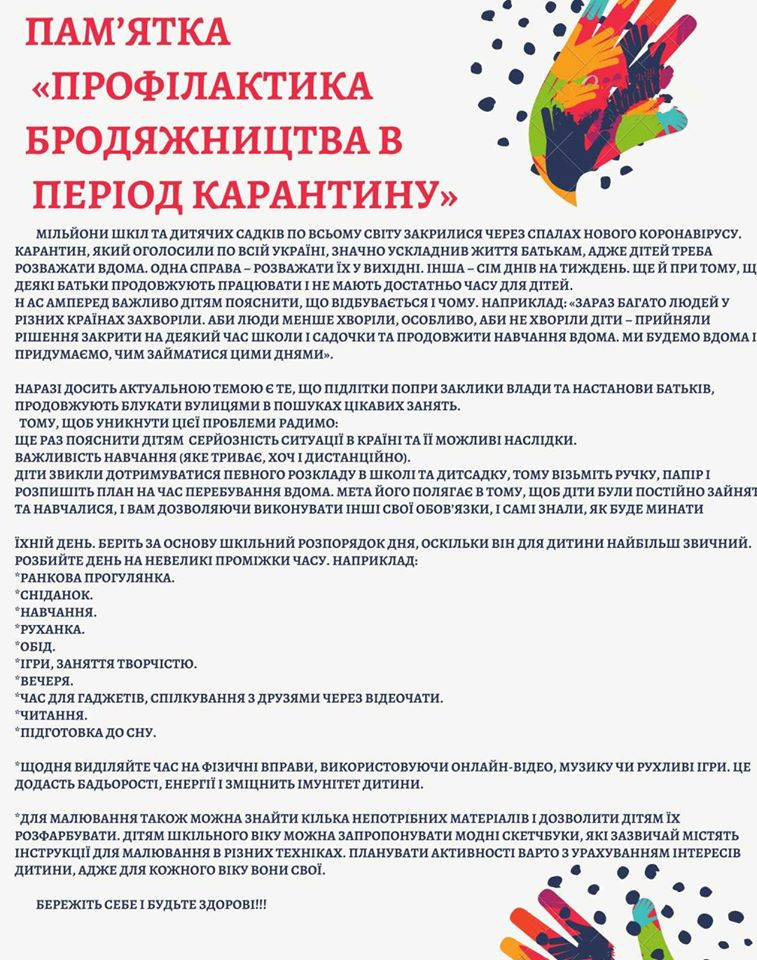 ПАМ’ЯТКА
«ПРОФІЛАКТИКА
БРОДЯЖНИЦТВА В
ПЕРІОД КАРАНТИНУ»
МІЛЬЙОНИ ШКІЛ ТА ДИТЯЧИХ САДКІВ ПО ВСЬОМУ СВІТУ ЗАКРИЛИСЯ ЧЕРЕЗ СПАЛАХ НОВОГО КОРОНАВІРУСУ.
КАРАНТИН, ЯКИЙ ОГОЛОСИЛИ ПО ВСІЙ УКРАЇНІ, ЗНАЧНО УСКЛАДНИВ ЖИТТЯ БАТЬКАМ, АДЖЕ ДІТЕЙ ТРЕБА
РОЗВАЖАТИ ВДОМА. ОДНА СПРАВА – РОЗВАЖАТИ ЇХ У ВИХІДНІ. ІНША – СІМ ДНІВ НА ТИЖДЕНЬ. ЩЕ Й ПРИ ТОМУ, Щ
ДЕЯКІ БАТЬКИ ПРОДОВЖУЮТЬ ПРАЦЮВАТИ І НЕ МАЮТЬ ДОСТАТНЬО ЧАСУ ДЛЯ ДІТЕЙ.
Н АС АМПЕРЕД ВАЖЛИВО ДІТЯМ ПОЯСНИТИ, ЩО ВІДБУВАЄТЬСЯ І ЧОМУ. НАПРИКЛАД: «ЗАРАЗ БАГАТО ЛЮДЕЙ У
РІЗНИХ КРАЇНАХ ЗАХВОРІЛИ. АБИ ЛЮДИ МЕНШЕ ХВОРІЛИ, ОСОБЛИВО, АБИ НЕ ХВОРІЛИ ДІТИ – ПРИЙНЯЛИ
РІШЕННЯ ЗАКРИТИ НА ДЕЯКИЙ ЧАС ШКОЛИ І САДОЧКИ ТА ПРОДОВЖИТИ НАВЧАННЯ ВДОМА. МИ БУДЕМО ВДОМА І
ПРИДУМАЄМО, ЧИМ ЗАЙМАТИСЯ ЦИМИ ДНЯМИ».
НАРАЗІ ДОСИТЬ АКТУАЛЬНОЮ ТЕМОЮ Є ТЕ, ЩО ПІДЛІТКИ ПОПРИ ЗАКЛИКИ ВЛАДИ ТА НАСТАНОВИ БАТЬКІВ,
ПРОДОВЖУЮТЬ БЛУКАТИ ВУЛИЦЯМИ В ПОШУКАХ ЦІКАВИХ ЗАНЯТЬ.
ТОМУ, ЩОБ УНИКНУТИ ЦІЄЇ ПРОБЛЕМИ РАДИМО:
ЩЕ РАЗ ПОЯСНИТИ ДІТЯМ СЕРЙОЗНІСТЬ СИТУАЦІЇ В КРАЇНІ ТА ЇЇ МОЖЛИВІ НАСЛІДКИ.
ВАЖЛИВІСТЬ НАВЧАННЯ (ЯКЕ ТРИВАЄ, ХОЧ І ДИСТАНЦІЙНО).
ДІТИ ЗВИКЛИ ДОТРИМУВАТИСЯ ПЕВНОГО РОЗКЛАДУ В ШКОЛІ ТА ДИТСАДКУ, ТОМУ ВІЗЬМІТЬ РУЧКУ, ПАПІР І
РОЗПИШІТЬ ПЛАН НА ЧАС ПЕРЕБУВАННЯ ВДОМА. МЕТА ЙОГО ПОЛЯГАЄ В ТОМУ, ЩОБ ДІТИ БУЛИ ПОСТІЙНО ЗАЙНЯТ
ТА НАВЧАЛИСЯ, І ВАМ ДОЗВОЛЯЮЧИ ВИКОНУВАТИ ІНШІ СВОЇ ОБОВ'ЯЗКИ, І САМІ ЗНАЛИ, ЯК БУДЕ МИНАТИ
ЇХНІЙ ДЕНЬ. БЕРІТЬ ЗА ОСНОВУ ШКІЛЬНИЙ РОЗПОРЯДОК ДНЯ, ОСКІЛЬКИ ВІН ДЛЯ ДИТИНИ НАЙБІЛЬШ ЗВИЧНИЙ.
РОЗБИЙТЕ ДЕНЬ НА НЕВЕЛИКІ ПРОМІЖКИ ЧАСУ. НАПРИКЛАД:
*РАНКОВА ПРОГУЛЯНКА.
*СНІДАНОК.
*НАВЧАННЯ.
*РУХАНКА.
*ОБІД.
*ІГРИ, ЗАНЯТТЯ ТВОРЧІСТЮ.
*ВЕЧЕРЯ.
*ЧАС ДЛЯ ГАДЖЕТІВ, СПІЛКУВАННЯ З ДРУЗЯМИ ЧЕРЕЗ ВІДЕОЧАТИ.
*ЧИТАННЯ.
*ПІДГОТОВКА ДО СНУ.
*ЩОДНЯ ВИДІЛЯЙТЕ ЧАС НА ФІЗИЧНІ ВПРАВИ, ВИКОРИСТОВУЮЧИ ОНЛАЙН-ВІДЕО, МУЗИКУ ЧИ РУХЛИВІ ІГРИ. ЦЕ
ДОДАСТЬ БАДЬОРОСТІ, ЕНЕРГІЇ І ЗМІЦНИТЬ ІМУНІТЕТ ДИТИНИ.
*ДЛЯ МАЛЮВАННЯ ТАКОЖ МОЖНА ЗНАЙТИ КІЛЬКА НЕПОТРІБНИХ МАТЕРІАЛІВ І ДОЗВОЛИТИ ДІТЯМ ЇХ
РОЗФАРБУВАТИ. ДІТЯМ ШКІЛЬНОГО ВІКУ МОЖНА ЗАПРОПОНУВАТИ МОДНІ СКЕТЧБУКИ, ЯКІ ЗАЗВИЧАЙ МІСТЯТЬ
ІНСТРУКЦІЇ ДЛЯ МАЛЮВАННЯ В РІЗНИХ ТЕХНІКАХ. ПЛАНУВАТИ АКТИВНОСТІ ВАРТО З УРАХУВАННЯМ ІНТЕРЕСІВ
ДИТИНИ, АДЖЕ ДЛЯ КОЖНОГО ВІКУ ВОНИ СВОЇ.
БЕРЕЖІТЬ СЕБЕ І БУДЬТЕ ЗДОРОВІ!!!